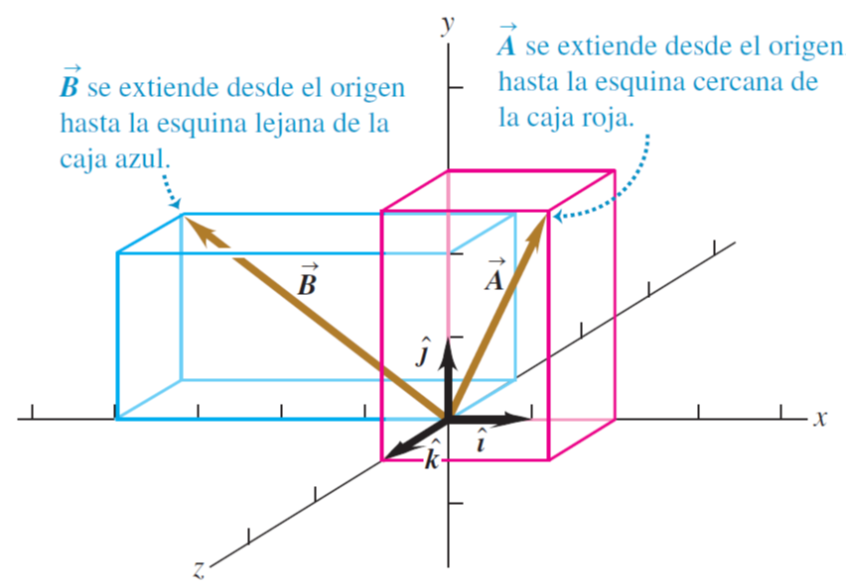 y
A⃗ se extiende desde el origen
hasta la esquina cercana de
la caja roja.
B⃗ se extiende desde el origen
hasta la esquina lejana de la
caja azul.
B⃗
A⃗
ĵ
x
î
k̂
z